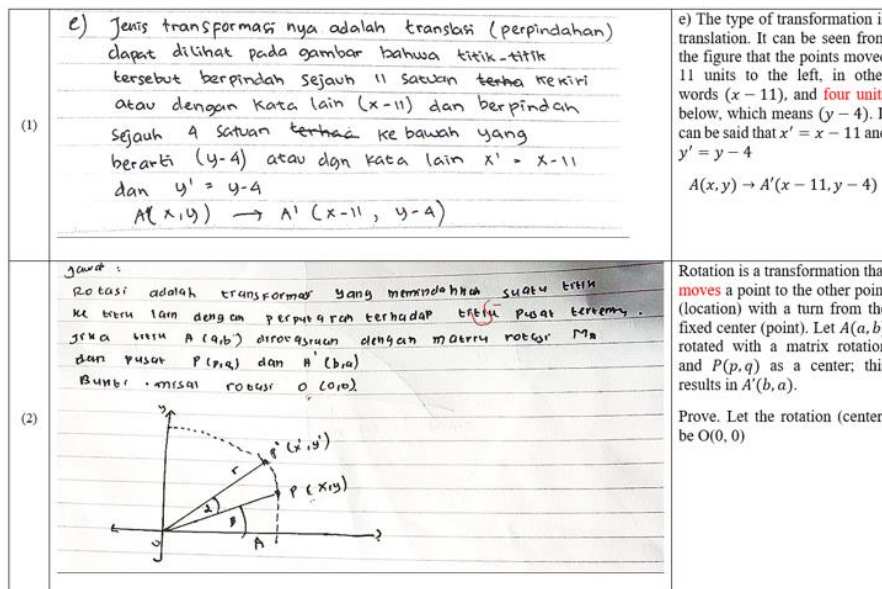 (1)
e) Jenis transformasi nya adalah translasi (perpindahan)
dapat dilihat pada gambar bahwa titik-titik
tersebut berpindah sejauh 11 satuan terha kekiri
atau dengan kata lain (x-11) dan berpindah
sejauh 4 satuan terhaa ke bawah yang
berarti (y-4) atau dgn kata lain x' = x-11
dan y' = y-4
A(x,y) → A' (x-11, y-4)
e) The type of transformation i
translation. It can be seen from
the figure that the points moved
11 units to the left, in othe
words (x − 11), and four unit
below, which means (y − 4). I
can be said that x' = x − 11 and
y' = y − 4
A(x, y) → A'(x − 11, y − 4)
(2)
Jawab :
Rotasi adalah transformasi yang memindahkan suatu titik
ke titik lain dengan perputaran terhadap titik pusat tertentu.
Jika titik A (a,b) dirotasikan dengan matriks rotasi
dan pusat P(p,q) dan A' (b,a)
Bukti . misal rotasi O (0,0)
y
P' (x',y')
r
P (x,y)
α
β
O
A
Rotation is a transformation tha
moves a point to the other poin
(location) with a turn from the
fixed center (point). Let A(a, b)
rotated with a matrix rotation
and P(p, q) as a center; thi
results in A'(b, a).
Prove. Let the rotation (center
be O(0, 0)